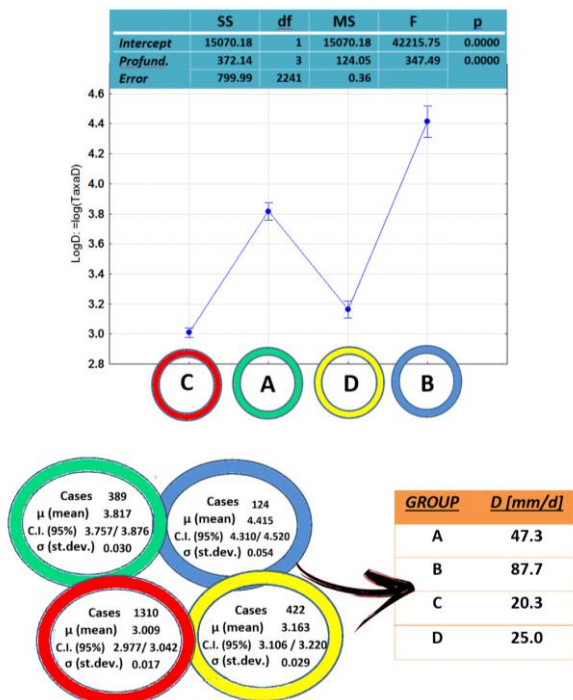 SS df MS F p
Intercept 15070.18 1 15070.18 42215.75 0.0000
Profund. 372.14 3 124.05 347.49 0.0000
Error 799.99 2241 0.36
LogD: =log(TaxaD)
4.6
4.4
4.2
4.0
3.8
3.6
3.4
3.2
3.0
2.8
C A D B
Cases 389
μ (mean) 3.817
C.I. (95%) 3.757/ 3.876
σ (st.dev.) 0.030
Cases 124
μ (mean) 4.415
C.I. (95%) 4.310/ 4.520
σ (st.dev.) 0.054
Cases 1310
μ (mean) 3.009
C.I. (95%) 2.977/ 3.042
σ (st.dev.) 0.017
Cases 422
μ (mean) 3.163
C.I. (95%) 3.106 / 3.220
σ (st.dev.) 0.029
GROUP D [mm/d]
A 47.3
B 87.7
C 20.3
D 25.0